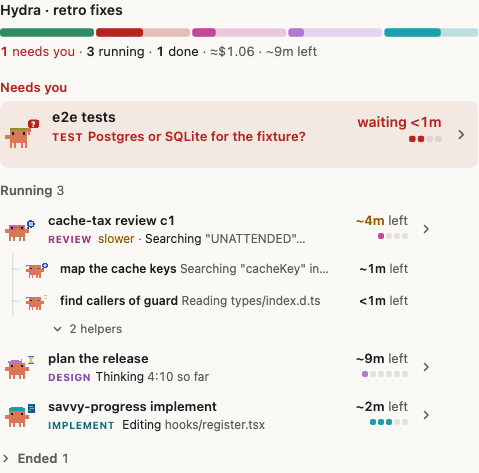 Hydra · retro fixes
1 needs you · 3 running · 1 done · ≈$1.06 · ~9m left
Needs you
e2e tests
waiting <1m
TEST Postgres or SQLite for the fixture?
Running 3
cache-tax review c1
~4m left
REVIEW slower · Searching "UNATTENDED"...
map the cache keys Searching "cacheKey" in...
~1m left
find callers of guard Reading types/index.d.ts
<1m left
2 helpers
plan the release
~9m left
DESIGN Thinking 4:10 so far
savvy-progress implement
~2m left
IMPLEMENT Editing hooks/register.tsx
Ended 1